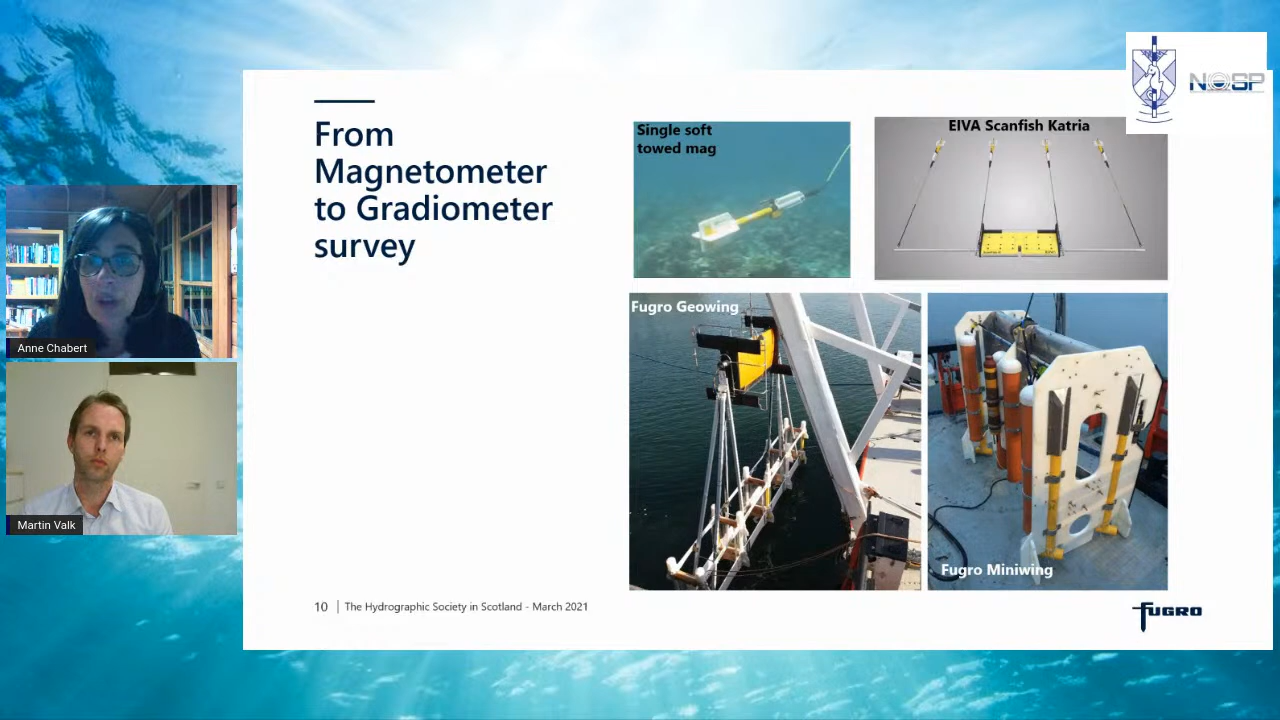 From
Magnetometer
to Gradiometer
survey
Single soft
towed mag
EIVA Scanfish Katria
NOSP
Fugro Geowing
Fugro Miniwing
Anne Chabert
Martin Valk
10 | The Hydrographic Society in Scotland - March 2021
FUGRO